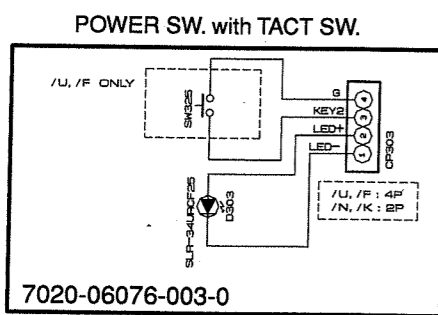 POWER SW. with TACT SW.
/U, /F ONLY
SW325
G
KEY2
LED+
LED-
4
3
2
1
CP303
SLR-34URCF25
D303
/U, /F : 4P
/N, /K : 2P
7020-06076-003-0